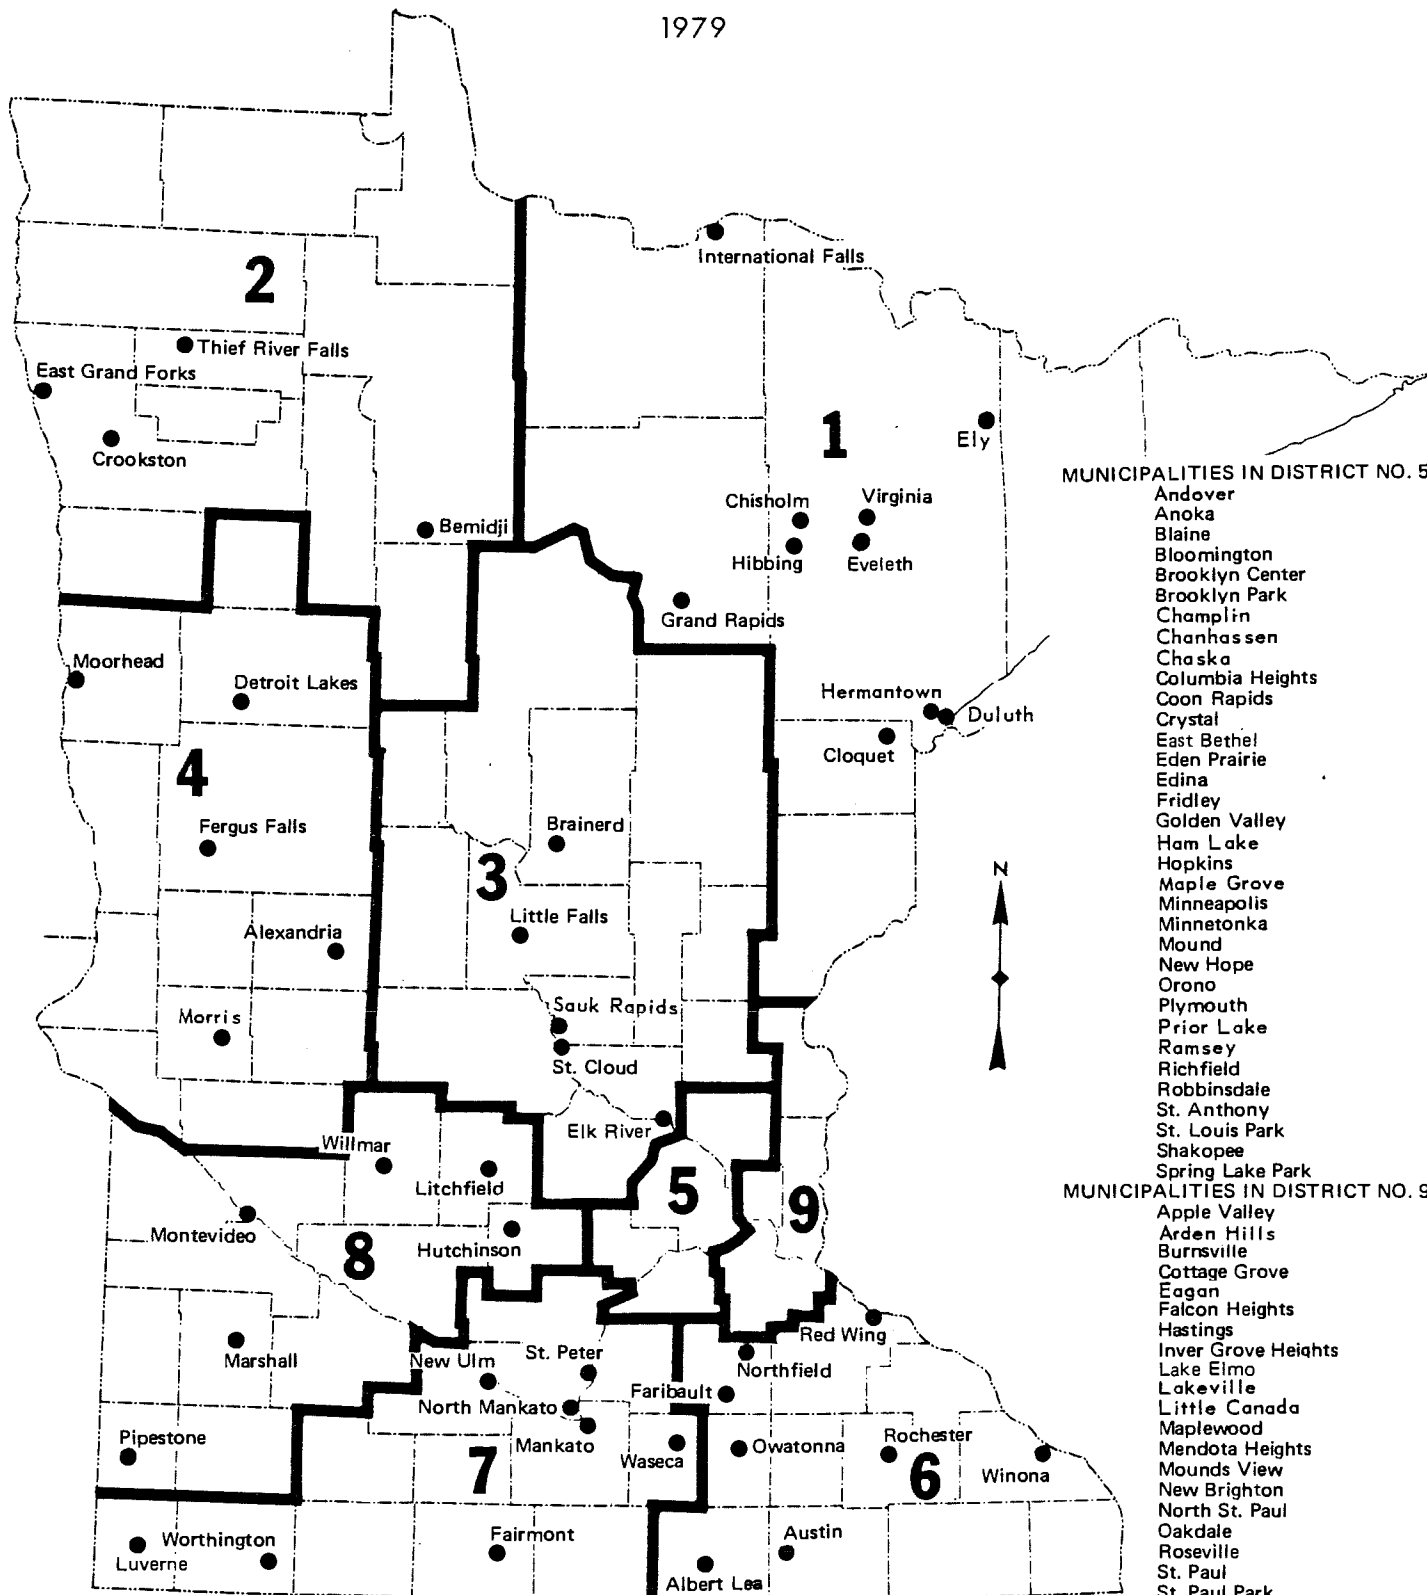 1979
International Falls
2
Thief River Falls
East Grand Forks
1
Ely
Crookston
MUNICIPALITIES IN DISTRICT NO. 5
Andover
Anoka
Blaine
Bloomington
Brooklyn Center
Brooklyn Park
Champlin
Chanhassen
Chaska
Columbia Heights
Coon Rapids
Crystal
East Bethel
Eden Prairie
Edina
Fridley
Golden Valley
Ham Lake
Hopkins
Maple Grove
Minneapolis
Minnetonka
Mound
New Hope
Orono
Plymouth
Prior Lake
Ramsey
Richfield
Robbinsdale
St. Anthony
St. Louis Park
Shakopee
Spring Lake Park
MUNICIPALITIES IN DISTRICT NO. 9
Apple Valley
Arden Hills
Burnsville
Cottage Grove
Eagan
Falcon Heights
Hastings
Inver Grove Heights
Lake Elmo
Lakeville
Little Canada
Maplewood
Mendota Heights
Mounds View
New Brighton
North St. Paul
Oakdale
Roseville
St. Paul
St. Paul Park
Chisholm
Virginia
Bemidji
Hibbing
Eveleth
Grand Rapids
Moorhead
Detroit Lakes
Hermantown
Duluth
Cloquet
4
Fergus Falls
Brainerd
3
N
Little Falls
Alexandria
Sauk Rapids
Morris
St. Cloud
Elk River
Willmar
Litchfield
5
9
Montevideo
8
Hutchinson
Red Wing
Marshall
New Ulm
St. Peter
Northfield
Faribault
North Mankato
Mankato
Pipestone
Waseca
Owatonna
Rochester
7
6
Winona
Worthington
Luverne
Fairmont
Austin
Albert Lea